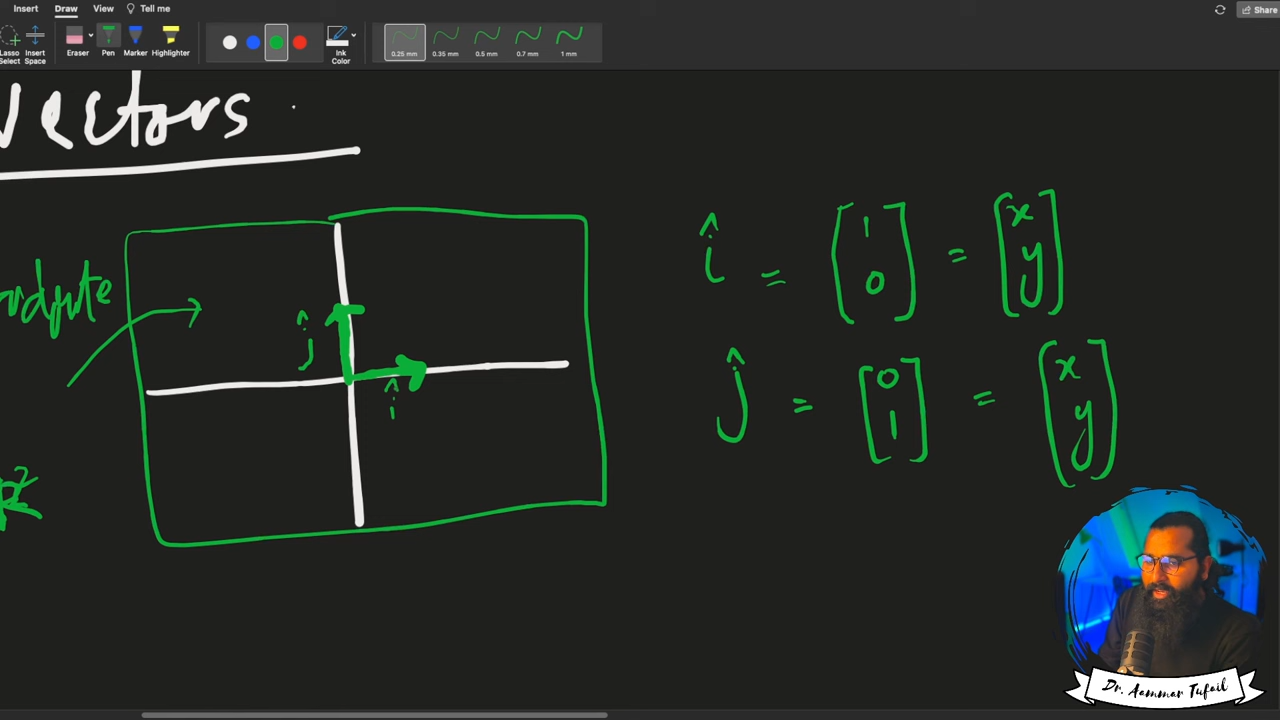 Insert Draw View Tell me Share
Lasso Select Insert Space Eraser Pen Marker Highlighter Ink Color 0.25 mm 0.35 mm 0.5 mm 0.7 mm 1 mm
Vectors
î = [1 0] = [x y]
ĵ
î
ĵ = [0 1] = [x y]
R²
Dr. Aammar Tufail